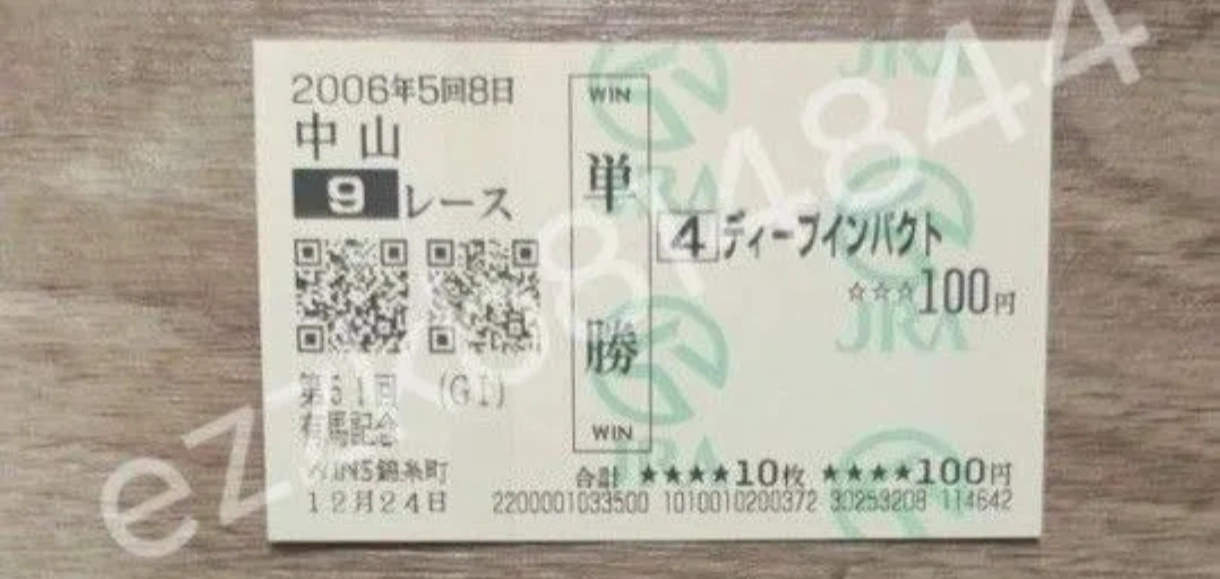 2006年5回8日
中山
9レース
第51回 (GI)
有馬記念
WINS錦糸町
12月24日
WIN
単勝
WIN
4 ディープインパクト
☆☆☆100円
合計 ★★★★10枚 ★★★★100円
2200001033500 1010010200372 30253208 114642
JRA
JRA
JRA
JRA